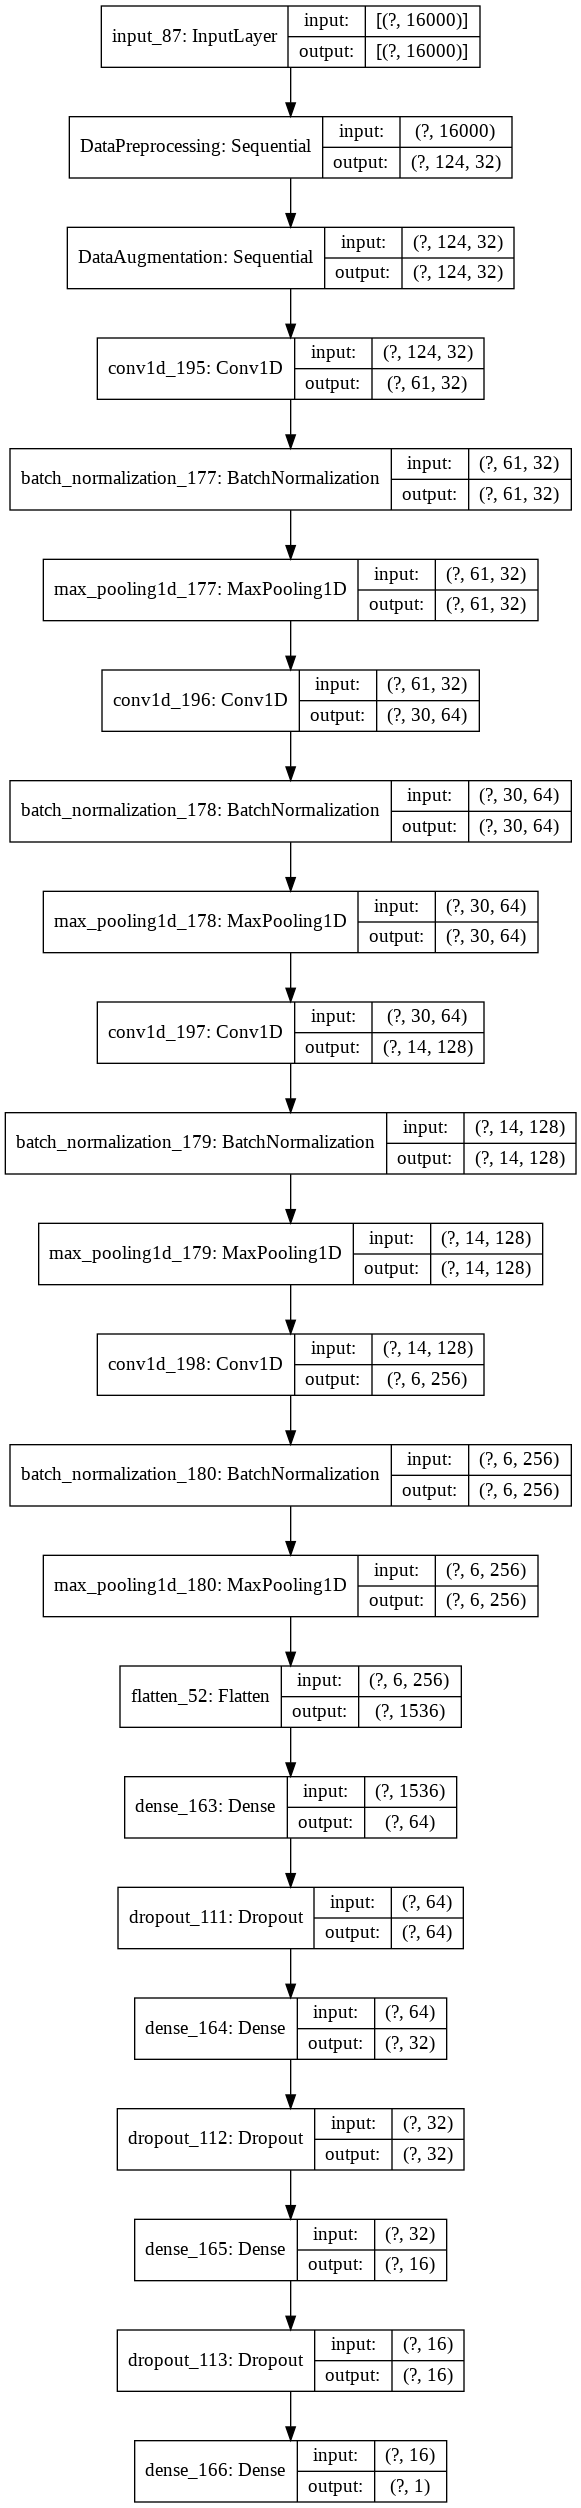 input_87: InputLayer
input: [(?, 16000)]
output: [(?, 16000)]
DataPreprocessing: Sequential
input: (?, 16000)
output: (?, 124, 32)
DataAugmentation: Sequential
input: (?, 124, 32)
output: (?, 124, 32)
conv1d_195: Conv1D
input: (?, 124, 32)
output: (?, 61, 32)
batch_normalization_177: BatchNormalization
input: (?, 61, 32)
output: (?, 61, 32)
max_pooling1d_177: MaxPooling1D
input: (?, 61, 32)
output: (?, 61, 32)
conv1d_196: Conv1D
input: (?, 61, 32)
output: (?, 30, 64)
batch_normalization_178: BatchNormalization
input: (?, 30, 64)
output: (?, 30, 64)
max_pooling1d_178: MaxPooling1D
input: (?, 30, 64)
output: (?, 30, 64)
conv1d_197: Conv1D
input: (?, 30, 64)
output: (?, 14, 128)
batch_normalization_179: BatchNormalization
input: (?, 14, 128)
output: (?, 14, 128)
max_pooling1d_179: MaxPooling1D
input: (?, 14, 128)
output: (?, 14, 128)
conv1d_198: Conv1D
input: (?, 14, 128)
output: (?, 6, 256)
batch_normalization_180: BatchNormalization
input: (?, 6, 256)
output: (?, 6, 256)
max_pooling1d_180: MaxPooling1D
input: (?, 6, 256)
output: (?, 6, 256)
flatten_52: Flatten
input: (?, 6, 256)
output: (?, 1536)
dense_163: Dense
input: (?, 1536)
output: (?, 64)
dropout_111: Dropout
input: (?, 64)
output: (?, 64)
dense_164: Dense
input: (?, 64)
output: (?, 32)
dropout_112: Dropout
input: (?, 32)
output: (?, 32)
dense_165: Dense
input: (?, 32)
output: (?, 16)
dropout_113: Dropout
input: (?, 16)
output: (?, 16)
dense_166: Dense
input: (?, 16)
output: (?, 1)